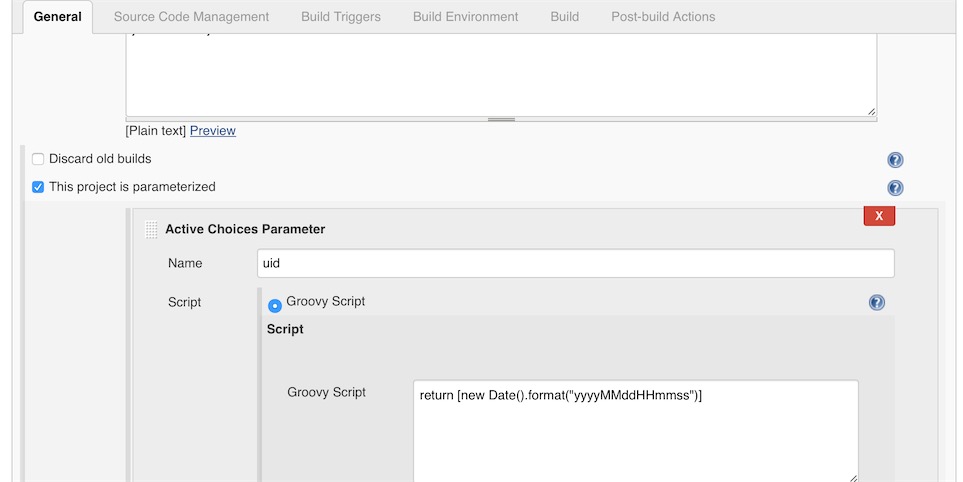 General Source Code Management Build Triggers Build Environment Build Post-build Actions
[Plain text] Preview
Discard old builds
This project is parameterized
X
Active Choices Parameter
Name uid
Script Groovy Script
Script
Groovy Script return [new Date().format("yyyyMMddHHmmss")]